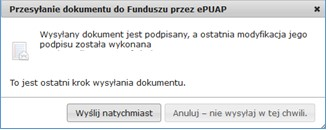 Przesyłanie dokumentu do Funduszu przez ePUAP
Wysyłany dokument jest podpisany, a ostatnia modyfikacja jego
podpisu została wykonana
To jest ostatni krok wysyłania dokumentu.
Wyślij natychmiast
Anuluj – nie wysyłaj w tej chwili.